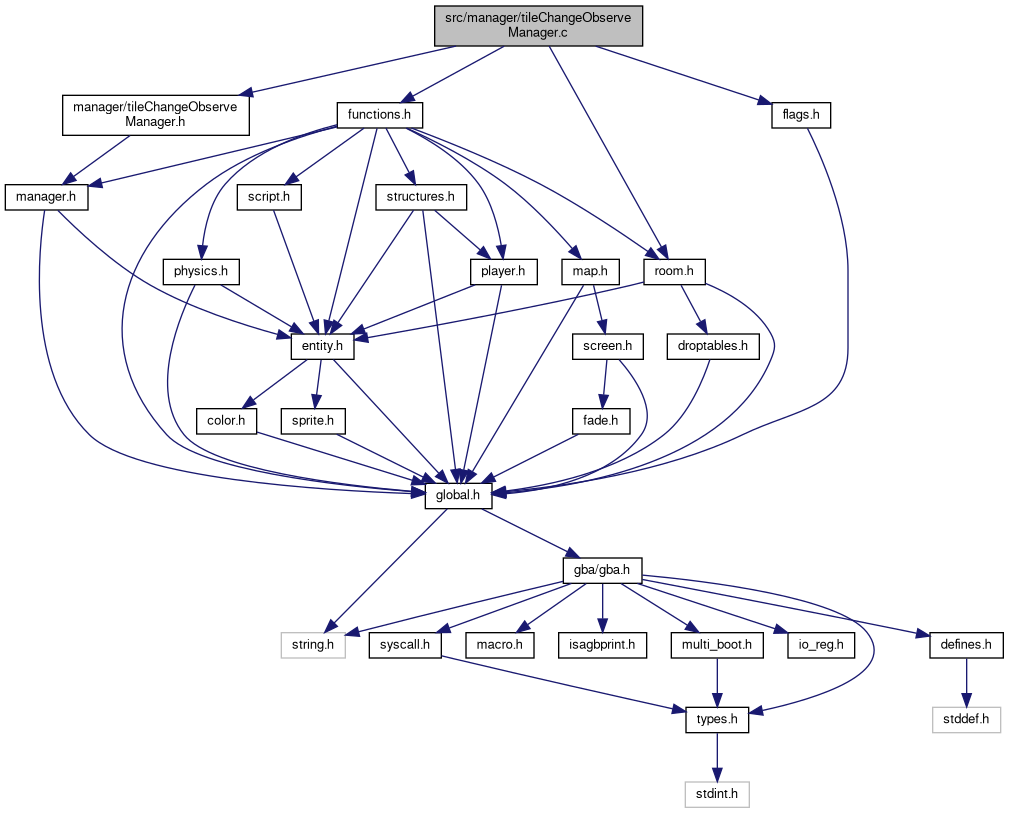 src/manager/tileChangeObserve
Manager.c
manager/tileChangeObserve
Manager.h
functions.h
flags.h
manager.h
script.h
structures.h
physics.h
player.h
map.h
room.h
entity.h
screen.h
droptables.h
color.h
sprite.h
fade.h
global.h
gba/gba.h
string.h
syscall.h
macro.h
isagbprint.h
multi_boot.h
io_reg.h
defines.h
types.h
stddef.h
stdint.h